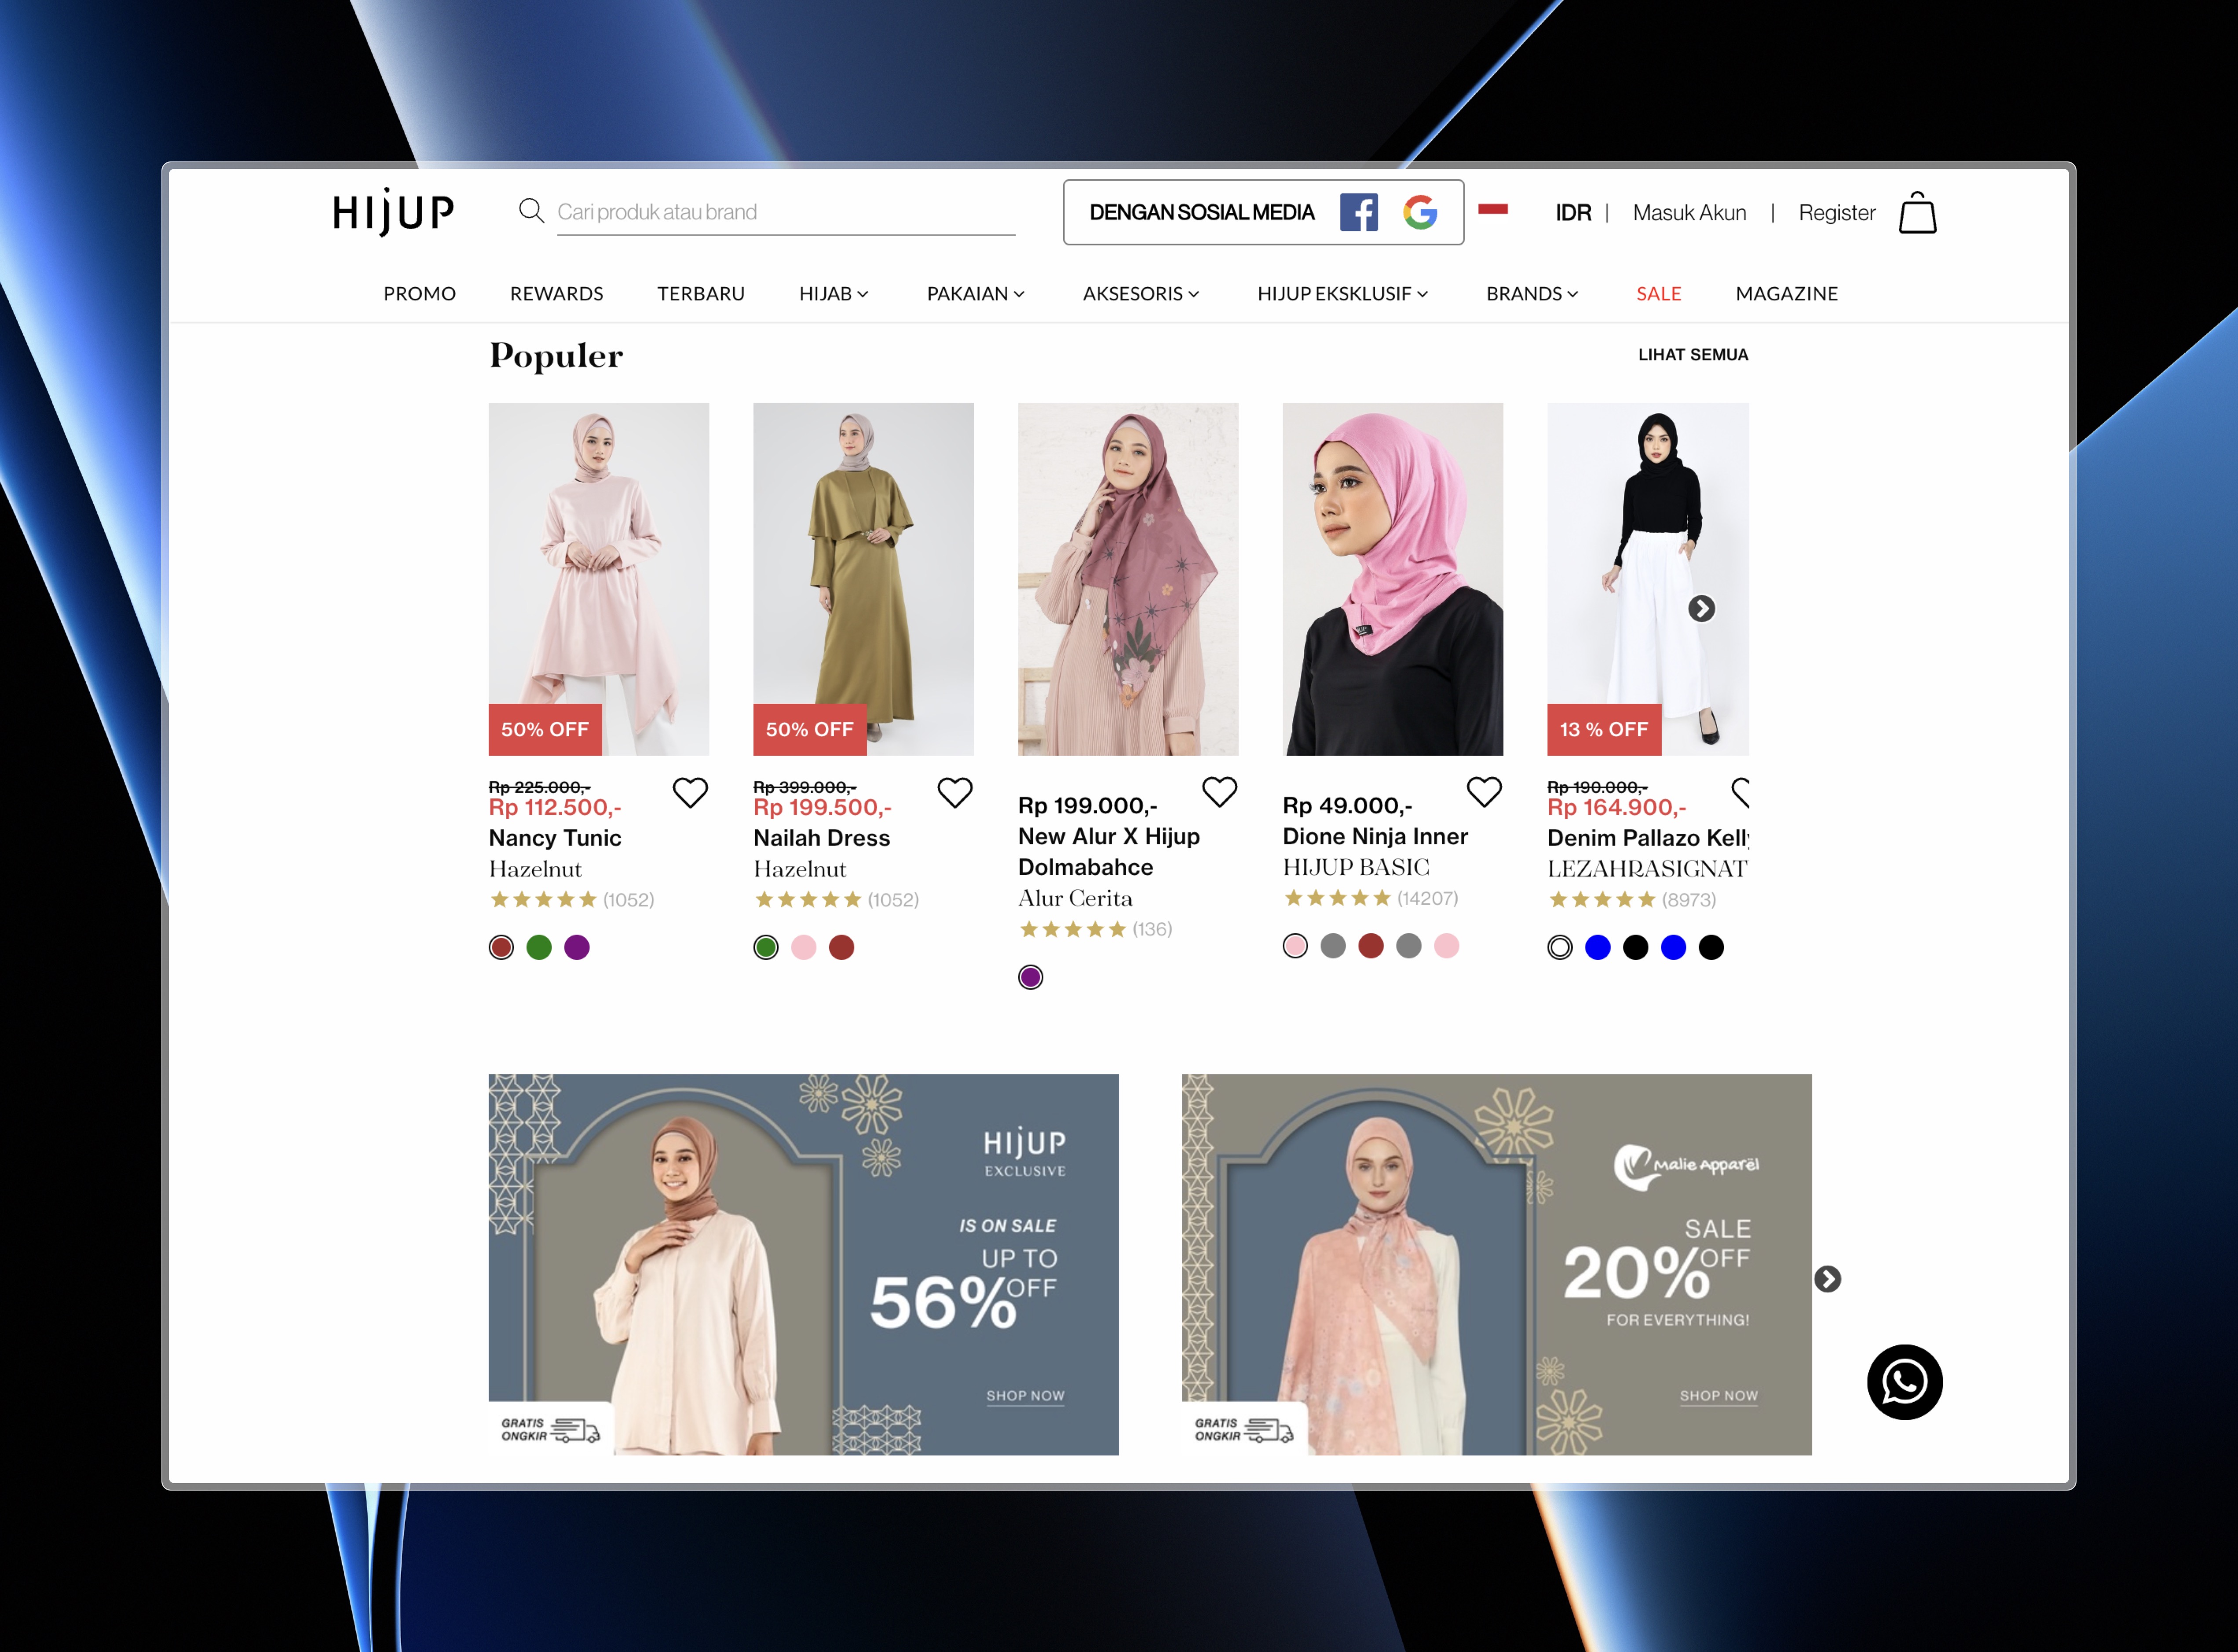 HIJUP
Cari produk atau brand
DENGAN SOSIAL MEDIA
IDR | Masuk Akun | Register
PROMO REWARDS TERBARU HIJAB PAKAIAN AKSESORIS HIJUP EKSKLUSIF BRANDS SALE MAGAZINE
Populer
LIHAT SEMUA
50% OFF
Rp 225.000,-
Rp 112.500,-
Nancy Tunic
Hazelnut
(1052)
50% OFF
Rp 399.000,-
Rp 199.500,-
Nailah Dress
Hazelnut
(1052)
Rp 199.000,-
New Alur X Hijup
Dolmabahce
Alur Cerita
(136)
Rp 49.000,-
Dione Ninja Inner
HIJUP BASIC
(14207)
13 % OFF
Rp 190.000,-
Rp 164.900,-
Denim Pallazo Kelly
LEZAHRASIGNAT
(8973)
HIJUP
EXCLUSIVE
IS ON SALE
UP TO
56% OFF
SHOP NOW
GRATIS
ONGKIR
Malie Apparël
SALE
20% OFF
FOR EVERYTHING!
SHOP NOW
GRATIS
ONGKIR